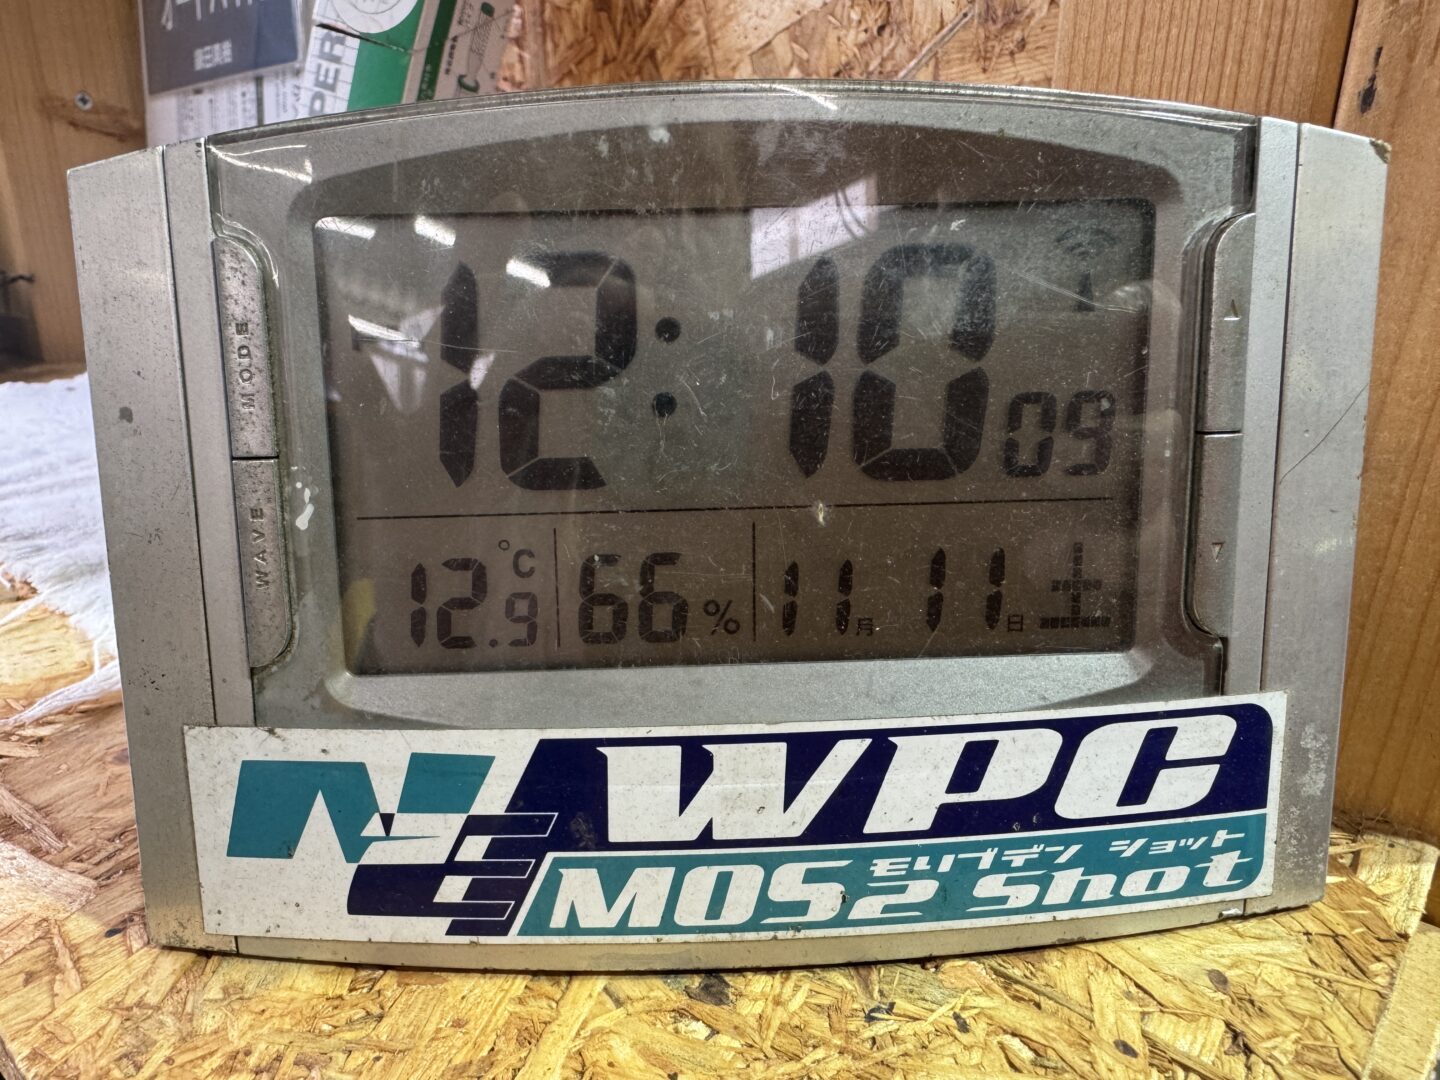 MODE
WAVE
12:10 09
12.9 °C 66 % 11月 11日 土
NE WPC
モリブデン ショット
MOS2 Shot